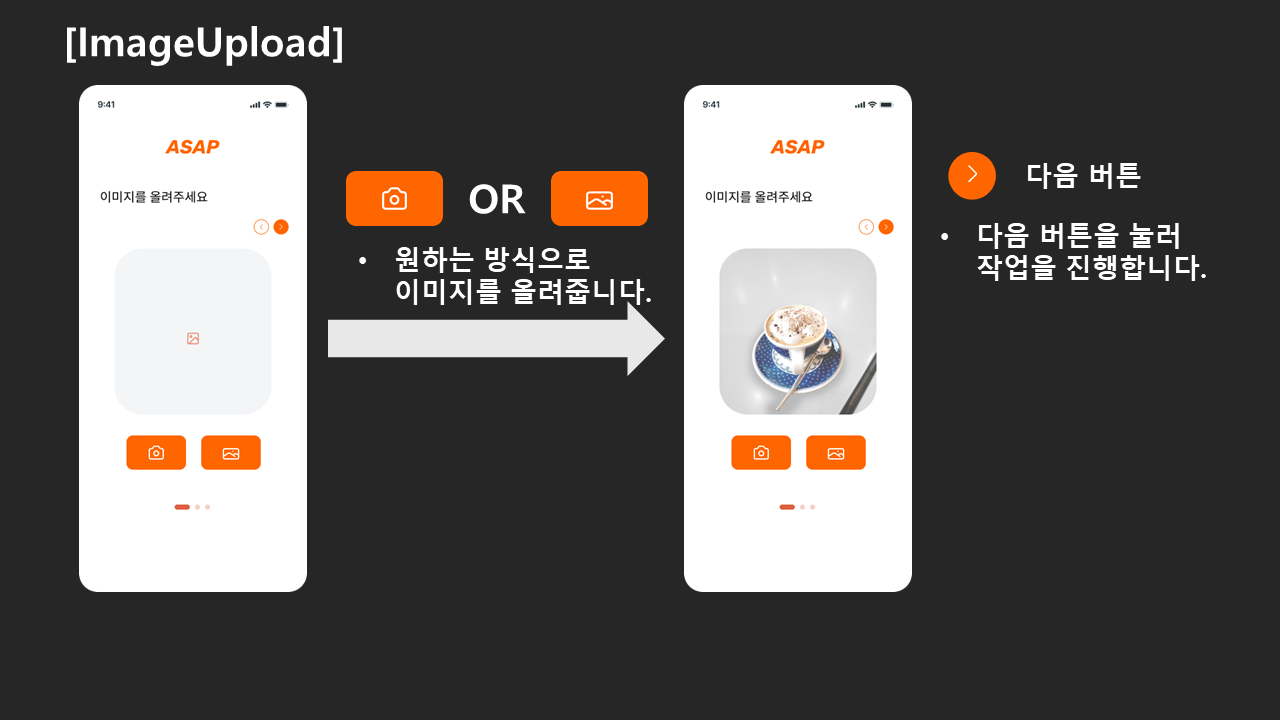 [ImageUpload]
9:41
ASAP
이미지를 올려주세요
OR
• 원하는 방식으로
이미지를 올려줍니다.
9:41
ASAP
이미지를 올려주세요
다음 버튼
• 다음 버튼을 눌러
작업을 진행합니다.